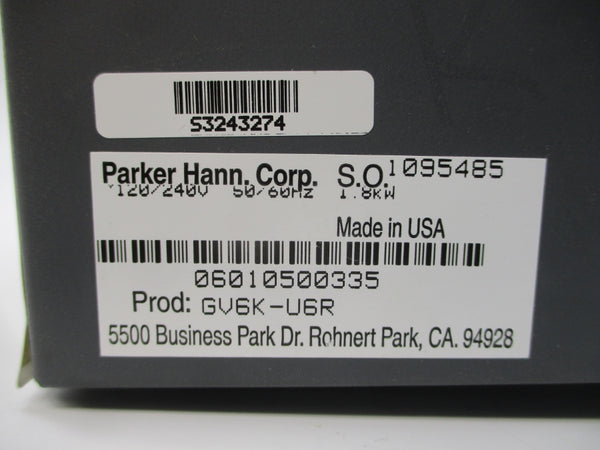 S3243274
Parker Hann. Corp. S.O. 1095485
120/240V 50/60Hz 1.8KW
Made in USA
06010500335
Prod: GV6K-U6R
5500 Business Park Dr. Rohnert Park, CA. 94928